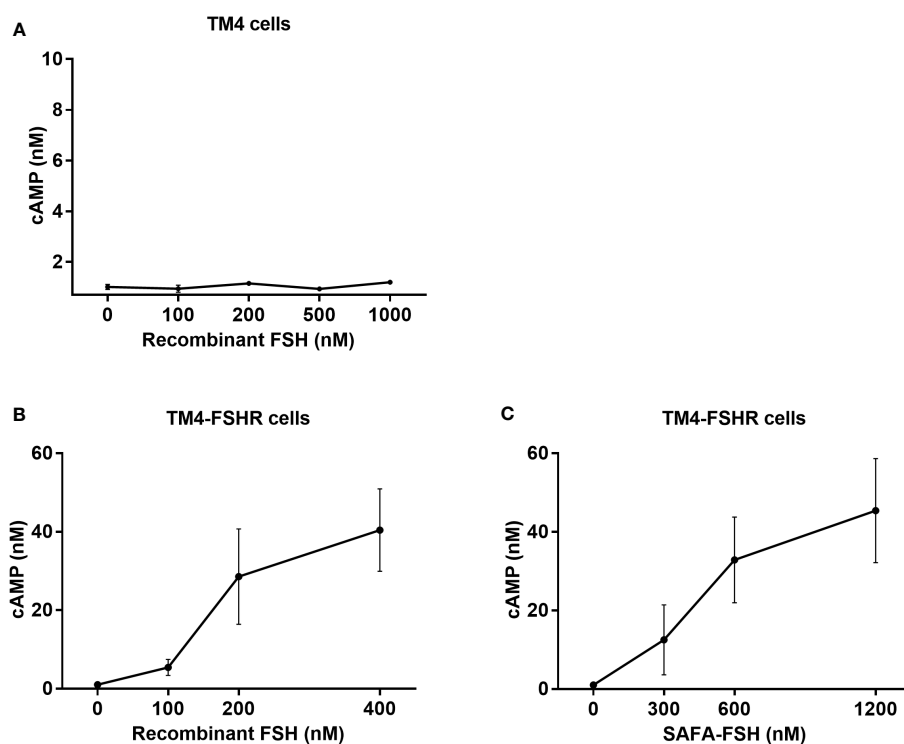 A
TM4 cells
10
8
6
4
2
cAMP (nM)
0 100 200 500 1000
Recombinant FSH (nM)
B
TM4-FSHR cells
60
40
20
0
cAMP (nM)
0 100 200 400
Recombinant FSH (nM)
C
TM4-FSHR cells
60
40
20
0
cAMP (nM)
0 300 600 1200
SAFA-FSH (nM)